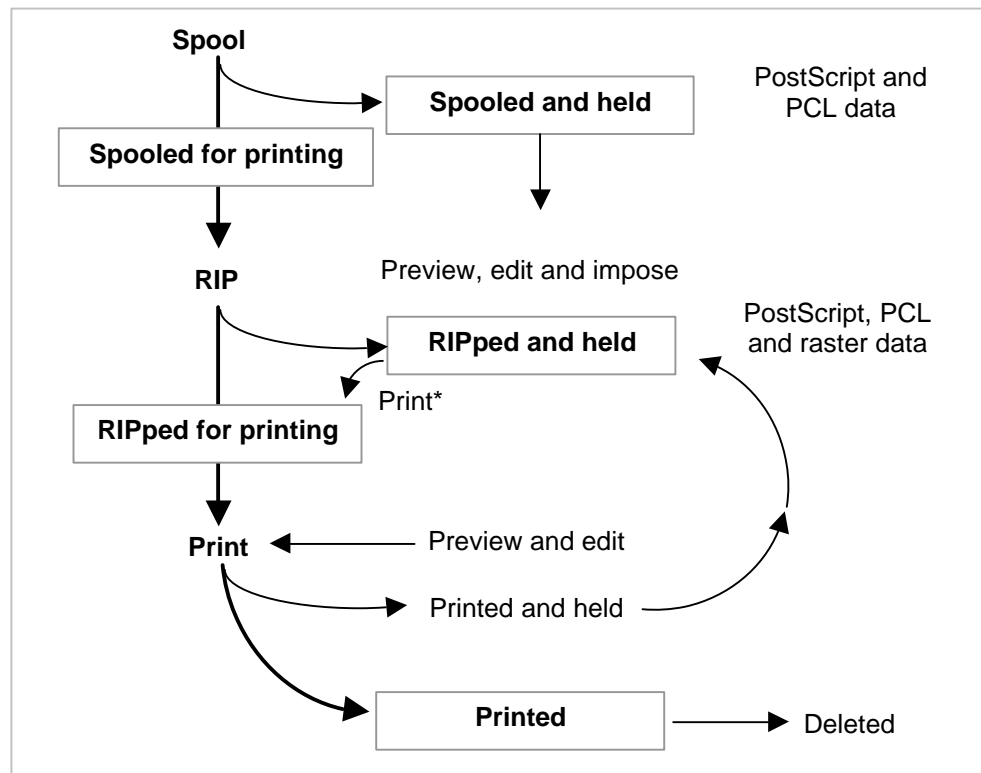 Spool
PostScript and
PCL data
Spooled and held
Spooled for printing
RIP
Preview, edit and impose
PostScript, PCL
and raster data
RIPped and held
Print*
RIPped for printing
Print
Preview and edit
Printed and held
Printed
Deleted